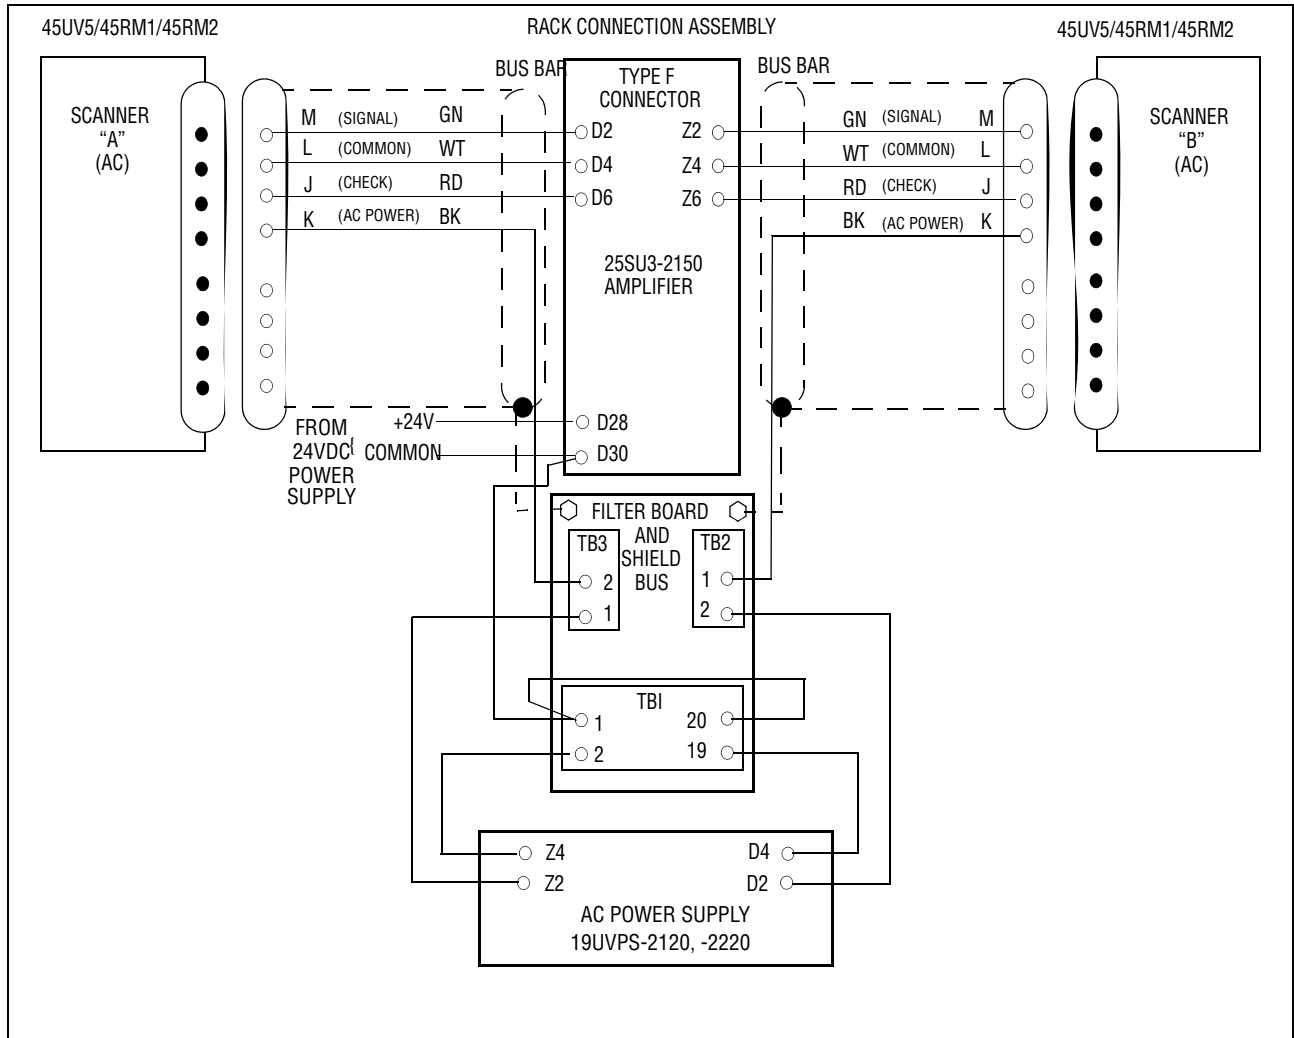 45UV5/45RM1/45RM2
RACK CONNECTION ASSEMBLY
45UV5/45RM1/45RM2
SCANNER
“A”
(AC)
BUS BAR
M (SIGNAL) GN
L (COMMON) WT
J (CHECK) RD
K (AC POWER) BK
TYPE F
CONNECTOR
D2 Z2
D4 Z4
D6 Z6
25SU3-2150
AMPLIFIER
D28
D30
BUS BAR
GN (SIGNAL) M
WT (COMMON) L
RD (CHECK) J
BK (AC POWER) K
SCANNER
“B”
(AC)
FROM
24VDC{
POWER
SUPPLY
+24V
COMMON
FILTER BOARD
AND
SHIELD
BUS
TB3
2
1
TB2
1
2
TBI
1 20
2 19
Z4 D4
Z2 D2
AC POWER SUPPLY
19UVPS-2120, -2220